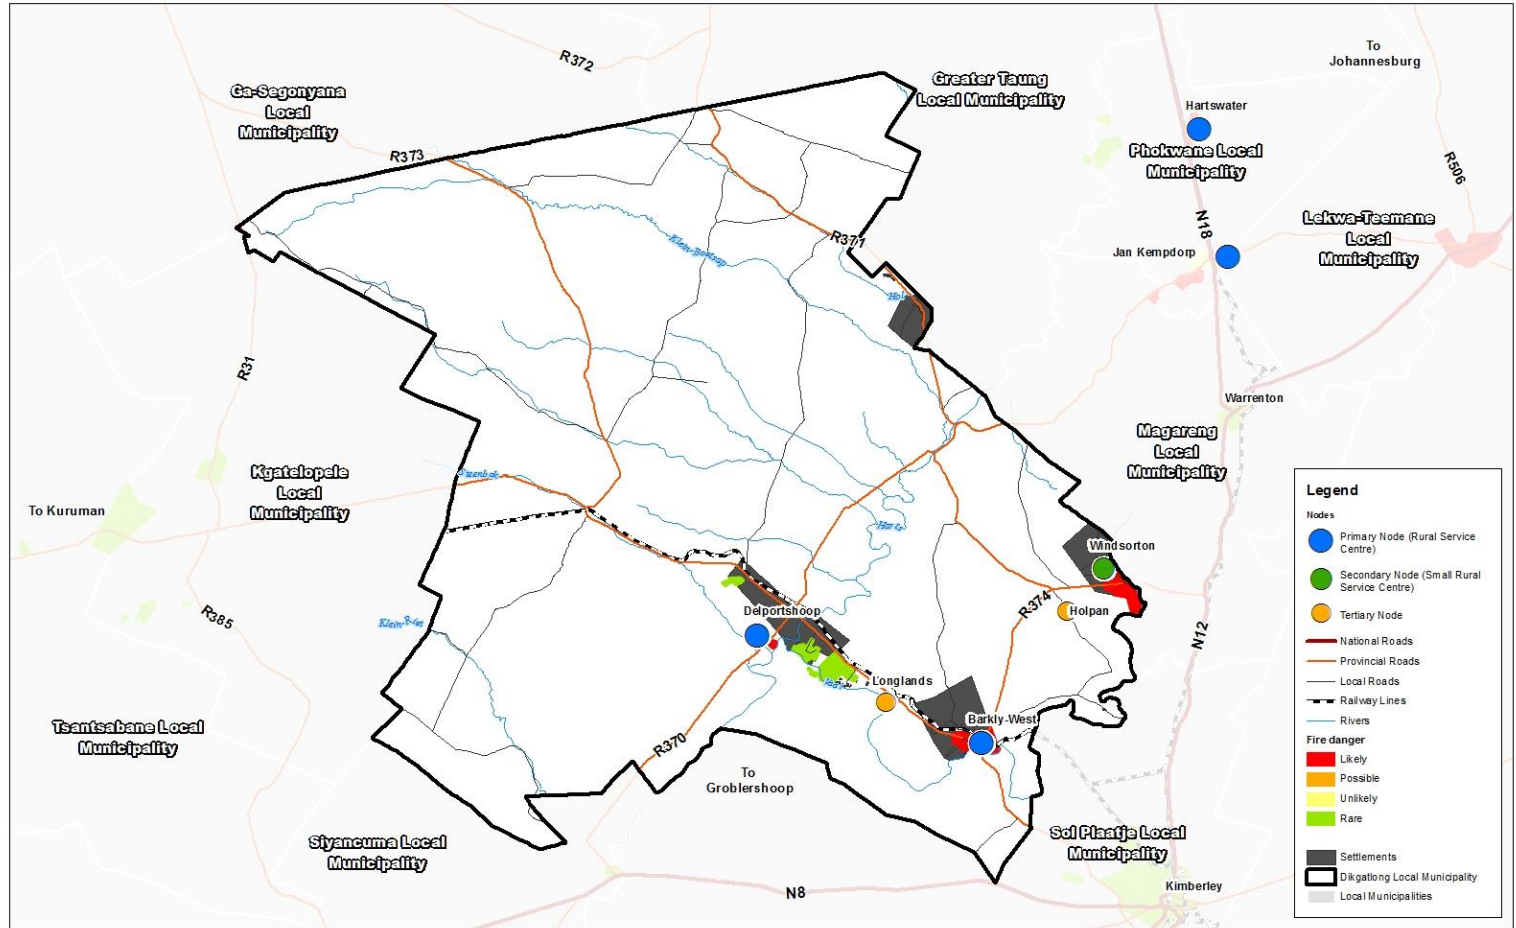 R372
To
Johannesburg
Ga-Segonyana
Local
Municipality
Greater Taung
Local Municipality
Hartswater
R373
Phokwane Local
Municipality
R506
N18
Lekwa-Teemane
Local
Municipality
R371
Klein-Boetsap
Jan Kempdorp
R31
Warrenton
Magareng
Local
Municipality
Kgatelopele
Local
Municipality
To Kuruman
Harts
Windsorton
R374
Holpan
N12
R385
Klein-Riet
Delportshoop
Longlands
Barkly-West
Tsantsabane Local
Municipality
R370
To
Groblershoop
Siyancuma Local
Municipality
Sol Plaatje Local
Municipality
N8
Kimberley
Legend
Nodes
Primary Node (Rural Service
Centre)
Secondary Node (Small Rural
Service Centre)
Tertiary Node
National Roads
Provincial Roads
Local Roads
Railway Lines
Rivers
Fire danger
Likely
Possible
Unlikely
Rare
Settlements
Dikgatlong Local Municipality
Local Municipalities